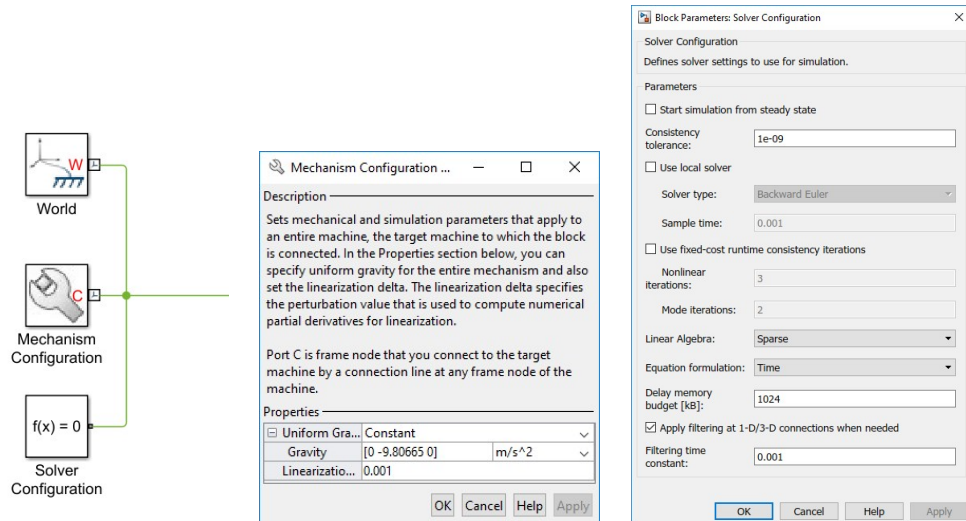 W
World
C
Mechanism
Configuration
f(x) = 0
Solver
Configuration
Mechanism Configuration ...
Description
Sets mechanical and simulation parameters that apply to
an entire machine, the target machine to which the block
is connected. In the Properties section below, you can
specify uniform gravity for the entire mechanism and also
set the linearization delta. The linearization delta specifies
the perturbation value that is used to compute numerical
partial derivatives for linearization.
Port C is frame node that you connect to the target
machine by a connection line at any frame node of the
machine.
Properties
Uniform Gra... Constant
Gravity [0 -9.80665 0] m/s^2
Linearizatio... 0.001
OK Cancel Help Apply
Block Parameters: Solver Configuration
Solver Configuration
Defines solver settings to use for simulation.
Parameters
Start simulation from steady state
Consistency
tolerance: 1e-09
Use local solver
Solver type: Backward Euler
Sample time: 0.001
Use fixed-cost runtime consistency iterations
Nonlinear
iterations: 3
Mode iterations: 2
Linear Algebra: Sparse
Equation formulation: Time
Delay memory
budget [kB]: 1024
Apply filtering at 1-D/3-D connections when needed
Filtering time
constant: 0.001
OK Cancel Help Apply